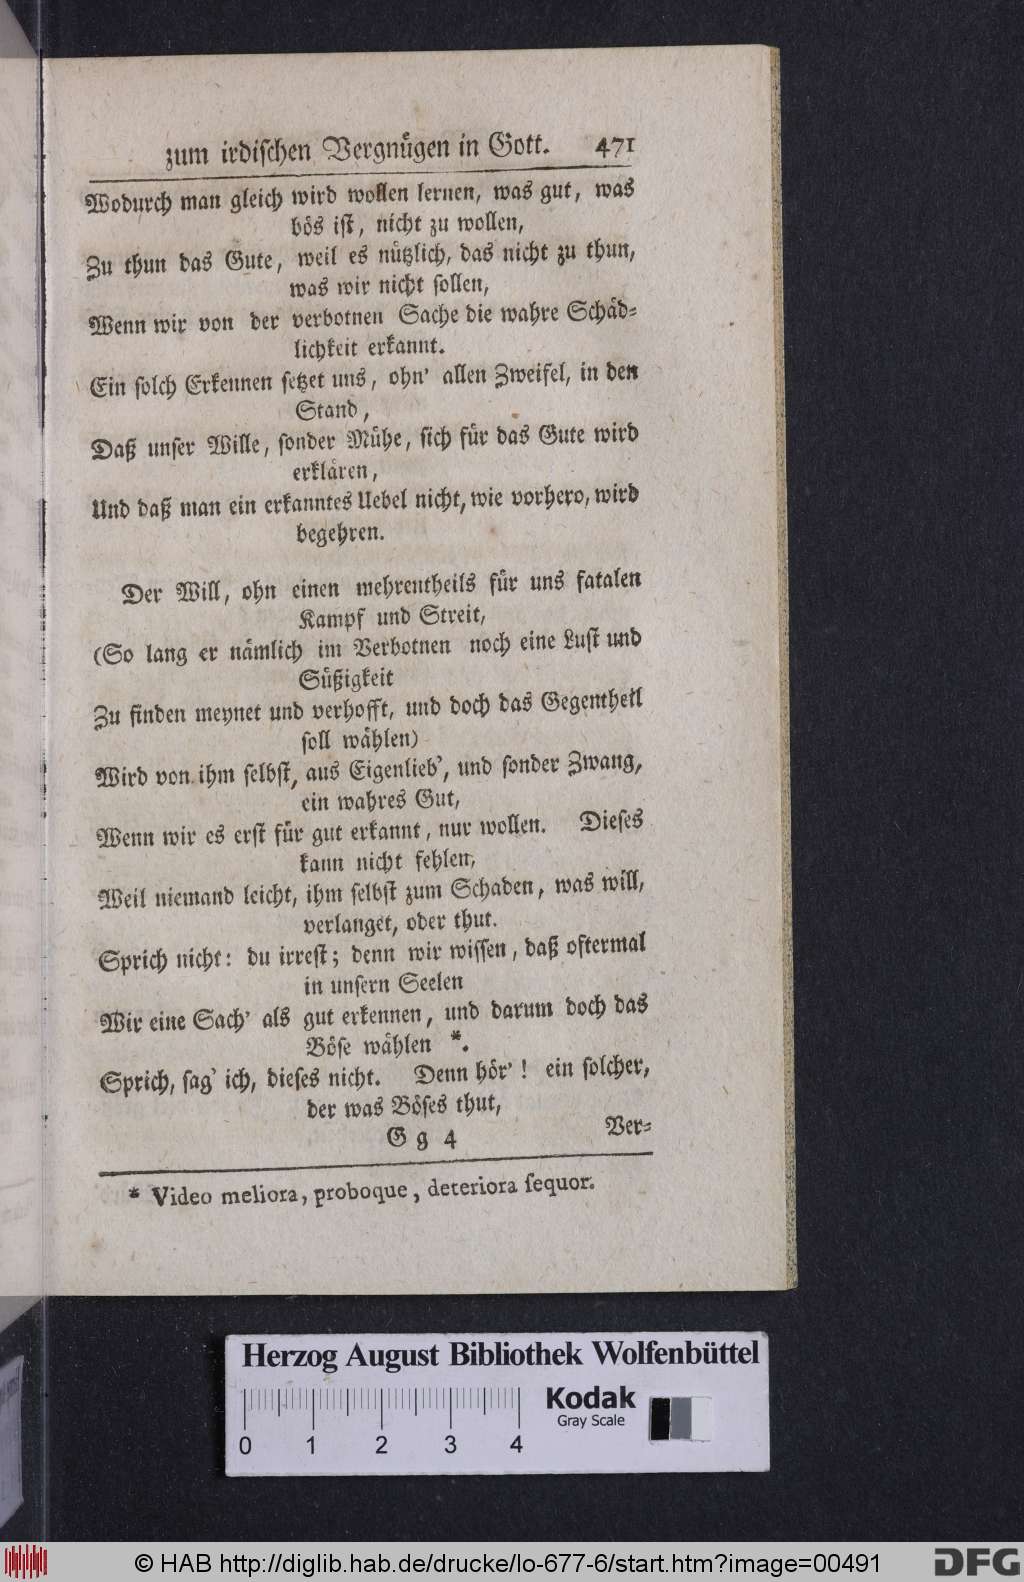 zum irdischen Vergnügen in Gott. 471
Wodurch man gleich wird wollen lernen, was gut, was
bös ist, nicht zu wollen,
Zu thun das Gute, weil es nützlich, das nicht zu thun,
was wir nicht sollen,
Wenn wir von der verbotnen Sache die wahre Schäd-
lichkeit erkannt.
Ein solch Erkennen setzet uns, ohn' allen Zweifel, in den
Stand,
Daß unser Wille, sonder Mühe, sich für das Gute wird
erklären,
Und daß man ein erkanntes Uebel nicht, wie vorhero, wird
begehren.
Der Will, ohn einen mehrentheils für uns fatalen
Kampf und Streit,
(So lang er nämlich im Verbotnen noch eine Lust und
Süßigkeit
Zu finden meynet und verhofft, und doch das Gegentheil
soll wählen)
Wird von ihm selbst, aus Eigenlieb', und sonder Zwang,
ein wahres Gut,
Wenn wir es erst für gut erkannt, nur wollen. Dieses
kann nicht fehlen,
Weil niemand leicht, ihm selbst zum Schaden, was will,
verlanget, oder thut.
Sprich nicht: du irrest; denn wir wissen, daß oftermal
in unsern Seelen
Wir eine Sach' als gut erkennen, und darum doch das
Böse wählen *.
Sprich, sag' ich, dieses nicht. Denn hör'! ein solcher,
der was Böses thut,
G g 4 Ver-
* Video meliora, proboque, deteriora sequor.
Herzog August Bibliothek Wolfenbüttel
Kodak
Gray Scale
0 1 2 3 4
© HAB http://diglib.hab.de/drucke/lo-677-6/start.htm?image=00491
DFG